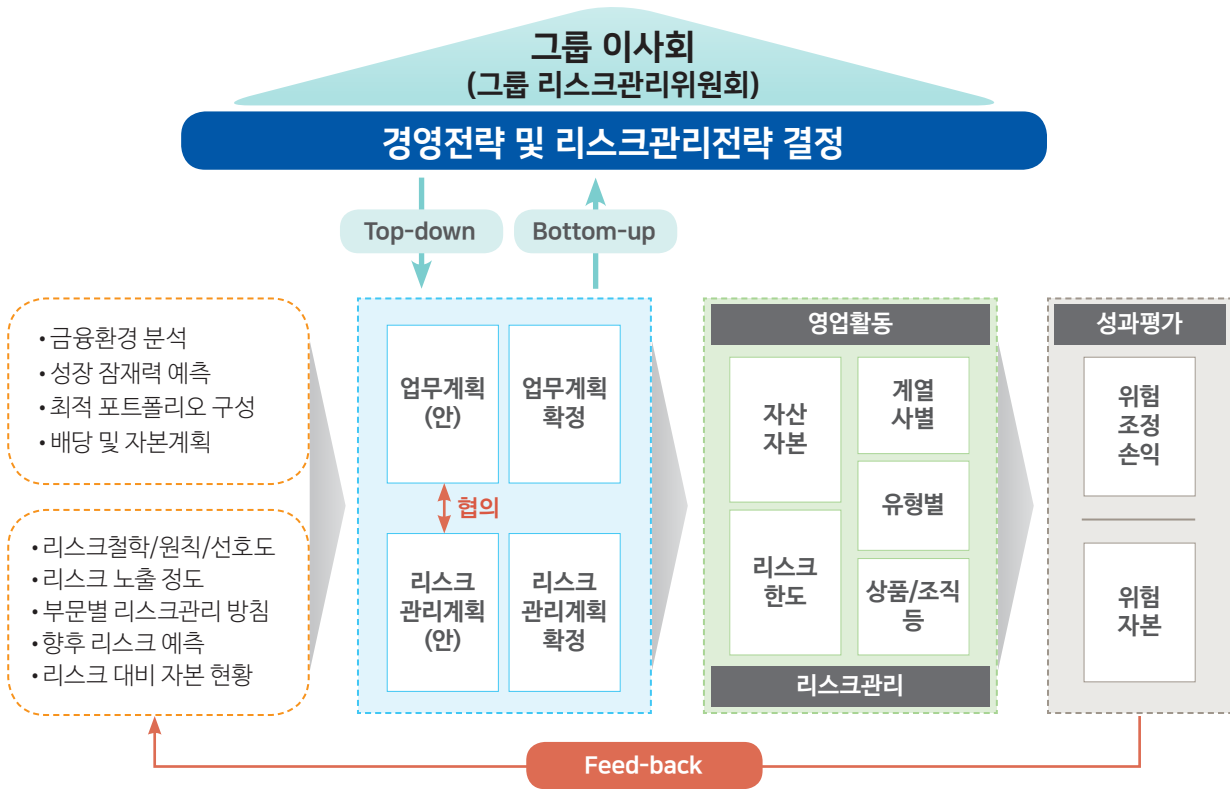 그룹 이사회
(그룹 리스크관리위원회)
경영전략 및 리스크관리전략 결정
Top-down
Bottom-up
• 금융환경 분석
• 성장 잠재력 예측
• 최적 포트폴리오 구성
• 배당 및 자본계획
• 리스크철학/원칙/선호도
• 리스크 노출 정도
• 부문별 리스크관리 방침
• 향후 리스크 예측
• 리스크 대비 자본 현황
업무계획
(안)
업무계획
확정
협의
리스크
관리계획
(안)
리스크
관리계획
확정
영업활동
자산
자본
계열
사별
유형별
리스크
한도
상품/조직
등
리스크관리
성과평가
위험
조정
손익
위험
자본
Feed-back